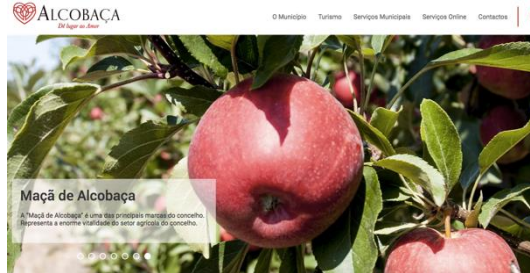 ALCOBAÇA
Dê lugar ao Amor
O Município Turismo Serviços Municipais Serviços Online Contactos
Maçã de Alcobaça
A "Maçã de Alcobaça" é uma das principais marcas do concelho.
Representa a enorme vitalidade do setor agrícola do concelho.